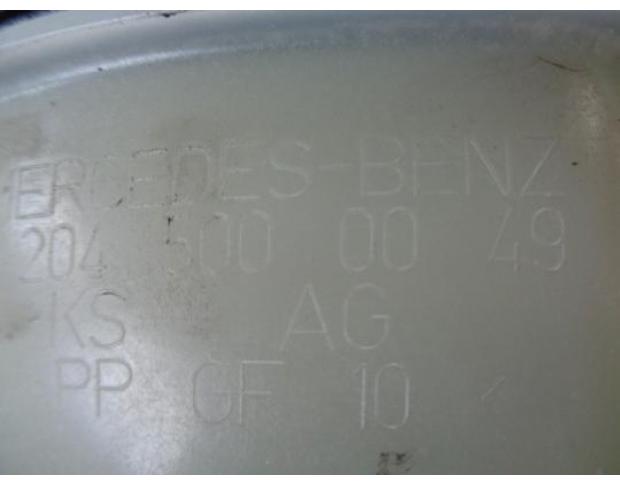 ERCEDES-BENZ
204 500 00 49
KS AG
PP GF 10